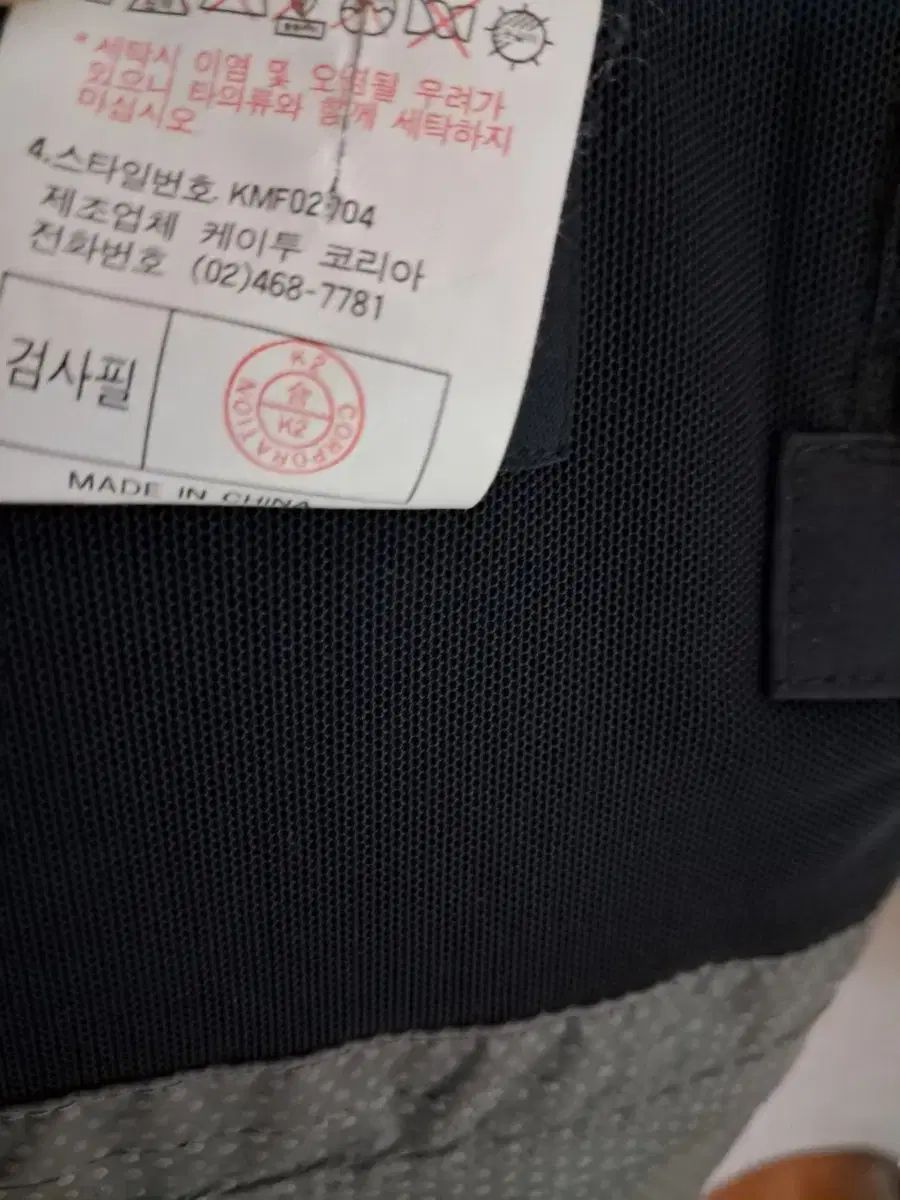 * 세탁시 이염 및 오염될 우려가
있으니 타의류와 함께 세탁하지
마십시오
4.스타일번호 KMF02904
제조업체 케이투 코리아
전화번호 (02)468-7781
검사필
K2
合
K2
CORPORATION
MADE IN CHINA